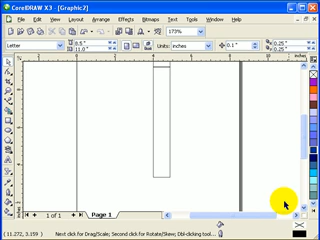 CorelDRAW X3 - [Graphic2]
File Edit View Layout Arrange Effects Bitmaps Text Tools Window Help
173%
Letter 8.5" 11.0" Units: inches 0.1" 0.25" 0.25"
inches
1 of 1 Page 1
(11.272, 0.159) Next click for Drag/Scale; Second click for Rotate/Skew; Dbl-clicking tool...